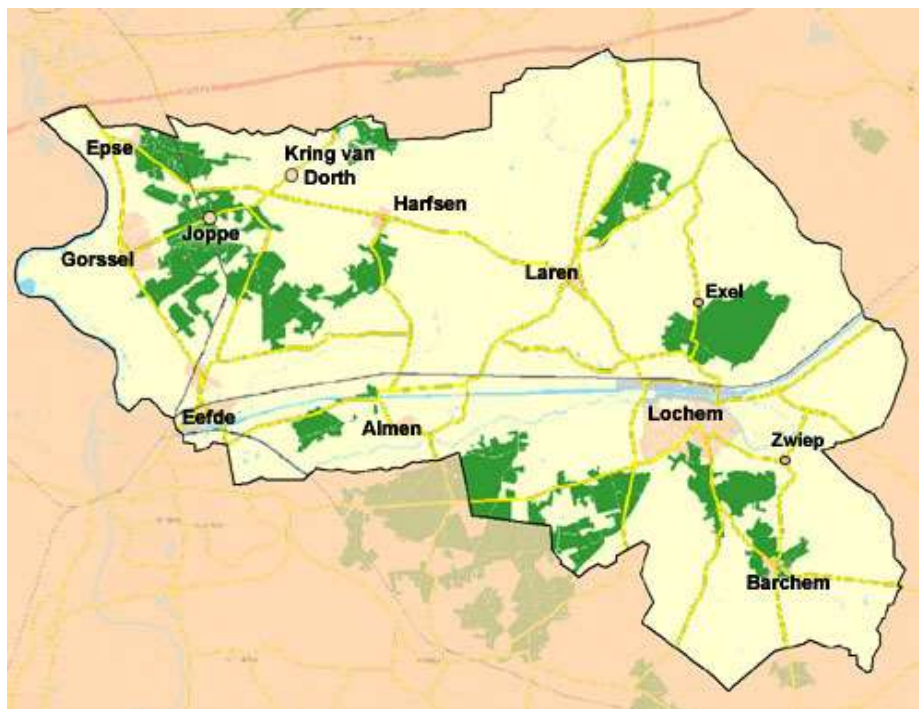 Epse
Kring van
Dorth
Harfsen
Joppe
Gorssel
Laren
Exel
Eefde
Almen
Lochem
Zwiep
Barchem